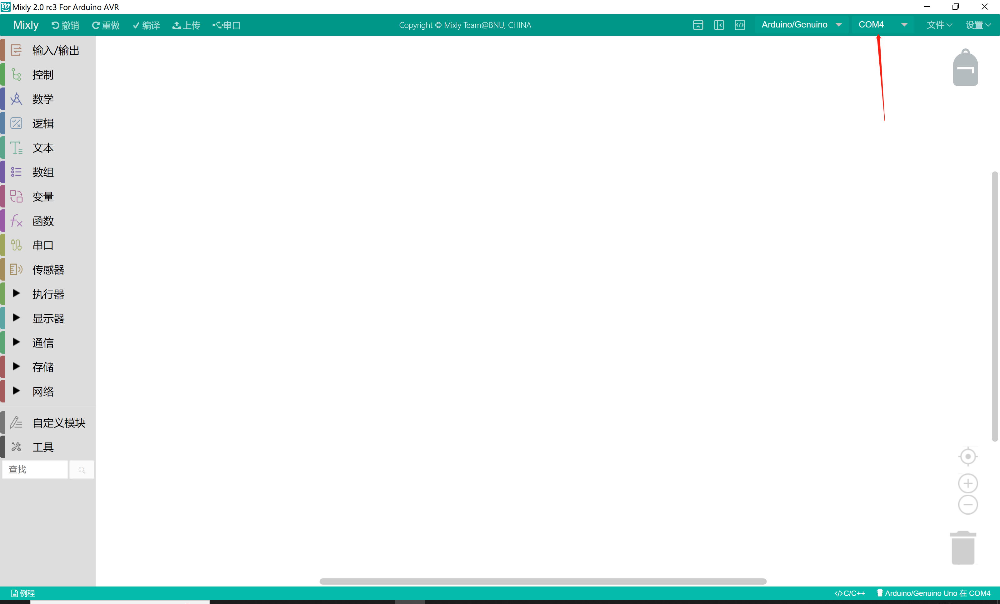 Mixly 2.0 rc3 For Arduino AVR
Mixly 撤销 重做 编译 上传 串口 Copyright © Mixly Team@BNU, CHINA Arduino/Genuino COM4 文件 设置
输入/输出
控制
数学
逻辑
文本
数组
变量
函数
串口
传感器
执行器
显示器
通信
存储
网络
自定义模块
工具
查找
例程 C/C++ Arduino/Genuino Uno 在 COM4